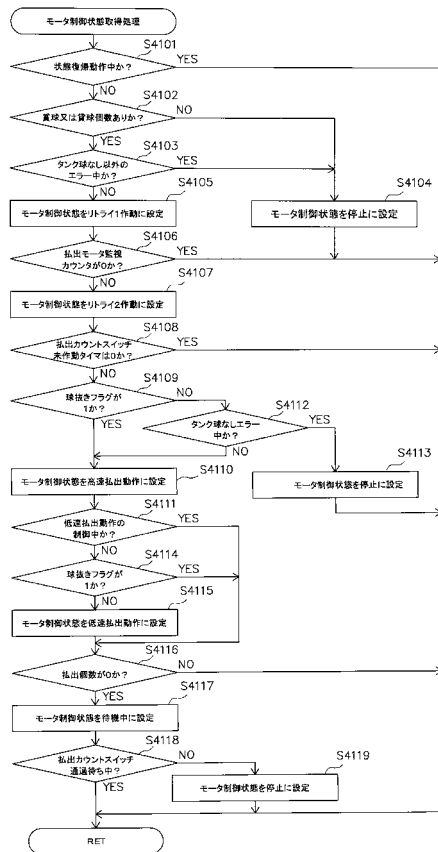 モータ制御状態取得処理
S4101
状態復帰動作中か？
YES
NO
S4102
賞球又は貸球個数ありか？
NO
YES
S4103
タンク球なし以外の
エラー中か？
YES
NO
S4105
モータ制御状態をリトライ1作動に設定
S4104
モータ制御状態を停止に設定
S4106
払出モータ監視
カウンタが0か？
YES
NO
S4107
モータ制御状態をリトライ2作動に設定
S4108
払出カウントスイッチ
未作動タイマは0か？
YES
NO
S4109
球抜きフラグが
1か？
NO
YES
S4112
タンク球なしエラー
中か？
YES
NO
S4110
モータ制御状態を高速払出動作に設定
S4113
モータ制御状態を停止に設定
S4111
低速払出動作の
制御中か？
YES
NO
S4114
球抜きフラグが
1か？
YES
NO
S4115
モータ制御状態を低速払出動作に設定
S4116
払出個数が0か？
NO
YES
S4117
モータ制御状態を待機中に設定
S4118
払出カウントスイッチ
通過待ち中？
NO
YES
S4119
モータ制御状態を停止に設定
RET